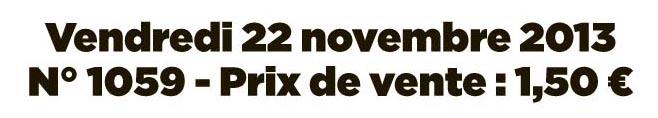 Vendredi 22 novembre 2013
N° 1059 - Prix de vente : 1,50 €